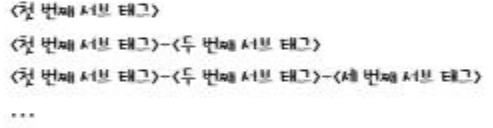 <첫 번째 서브 태그>
<첫 번째 서브 태그>-<두 번째 서브 태그>
<첫 번째 서브 태그>-<두 번째 서브 태그>-<세 번째 서브 태그>
...